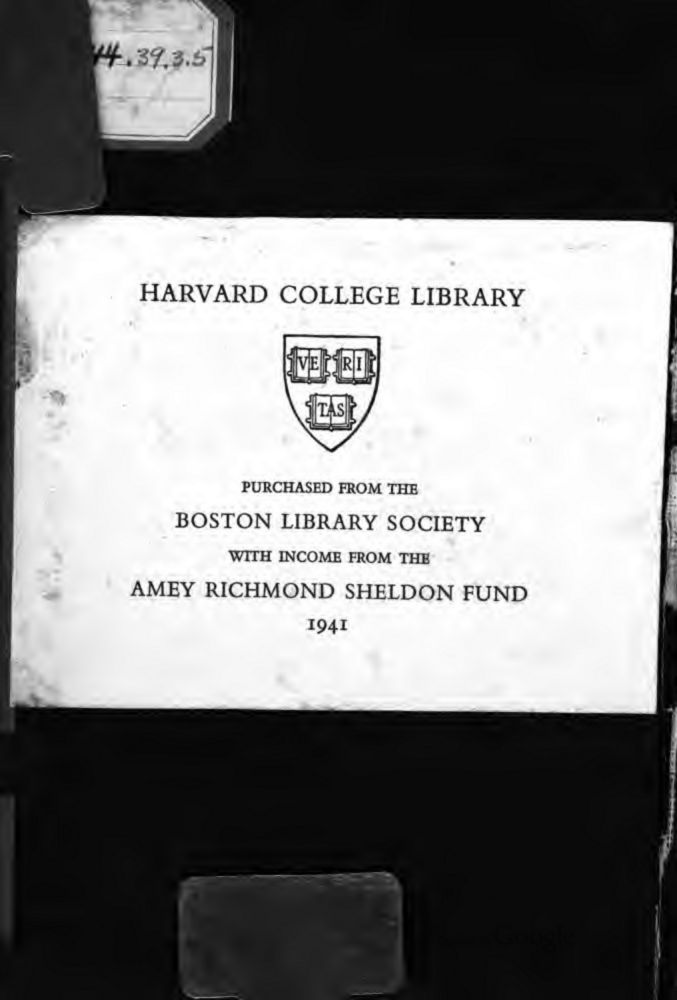 44.39.3.5
HARVARD COLLEGE LIBRARY
VE RI
TAS
PURCHASED FROM THE
BOSTON LIBRARY SOCIETY
WITH INCOME FROM THE
AMEY RICHMOND SHELDON FUND
1941
Google